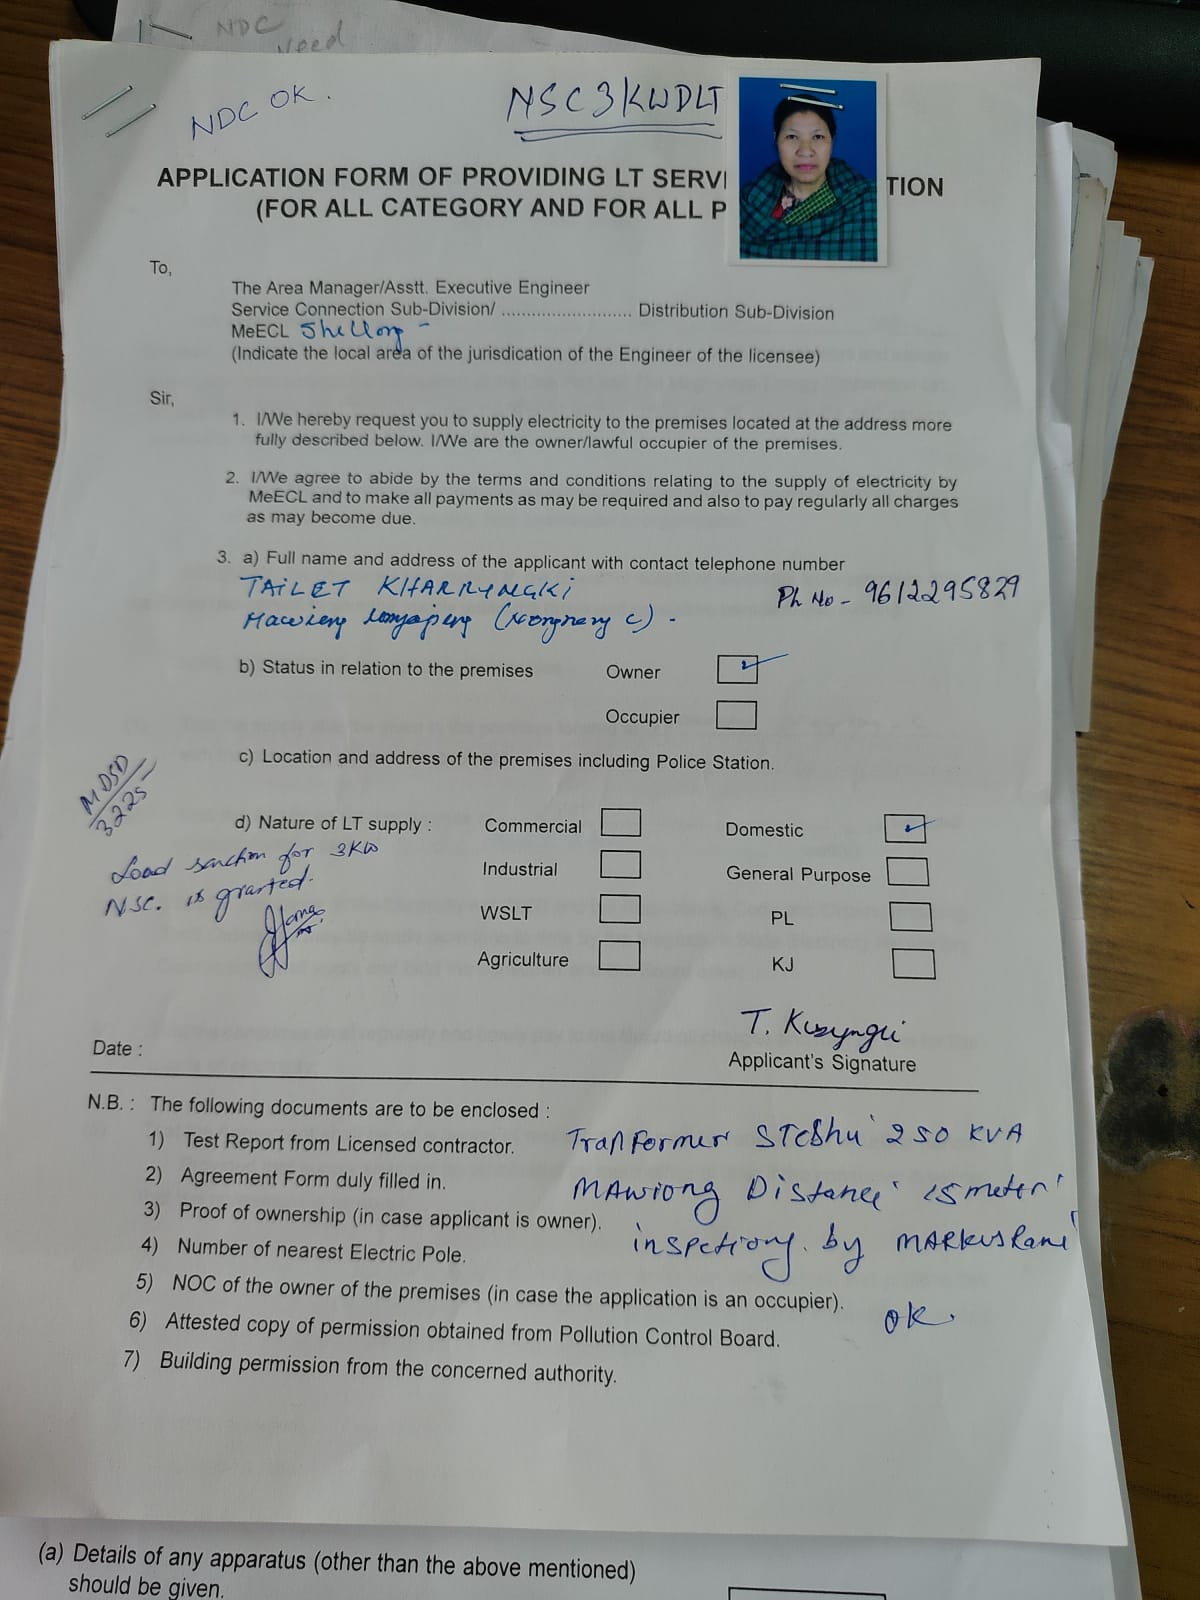 NDC
Need
NDC OK.
NSC 3KWDLT
APPLICATION FORM OF PROVIDING LT SERVI TION
(FOR ALL CATEGORY AND FOR ALL P
To,
The Area Manager/Asstt. Executive Engineer
Service Connection Sub-Division/ .......................... Distribution Sub-Division
MeECL Shellong -
(Indicate the local area of the jurisdication of the Engineer of the licensee)
Sir,
1. I/We hereby request you to supply electricity to the premises located at the address more
fully described below. I/We are the owner/lawful occupier of the premises.
2. I/We agree to abide by the terms and conditions relating to the supply of electricity by
MeECL and to make all payments as may be required and also to pay regularly all charges
as may become due.
3. a) Full name and address of the applicant with contact telephone number
TAILET KHARRYNGKI
Ph No - 9612295829
b) Status in relation to the premises Owner
Occupier
c) Location and address of the premises including Police Station.
MDSD
3225
d) Nature of LT supply : Commercial Domestic
Load sanction for 3KW
Industrial General Purpose
NSC. is granted.
WSLT PL
Agriculture KJ
Date :
Applicant's Signature
N.B. : The following documents are to be enclosed :
1) Test Report from Licensed contractor.
TranFormer STeShu 250 KVA
2) Agreement Form duly filled in.
MAwiong Distance 15 meter
3) Proof of ownership (in case applicant is owner).
inspetiong. by MARKUS Rani
4) Number of nearest Electric Pole.
5) NOC of the owner of the premises (in case the application is an occupier).
OK.
6) Attested copy of permission obtained from Pollution Control Board.
7) Building permission from the concerned authority.
(a) Details of any apparatus (other than the above mentioned)
should be given.